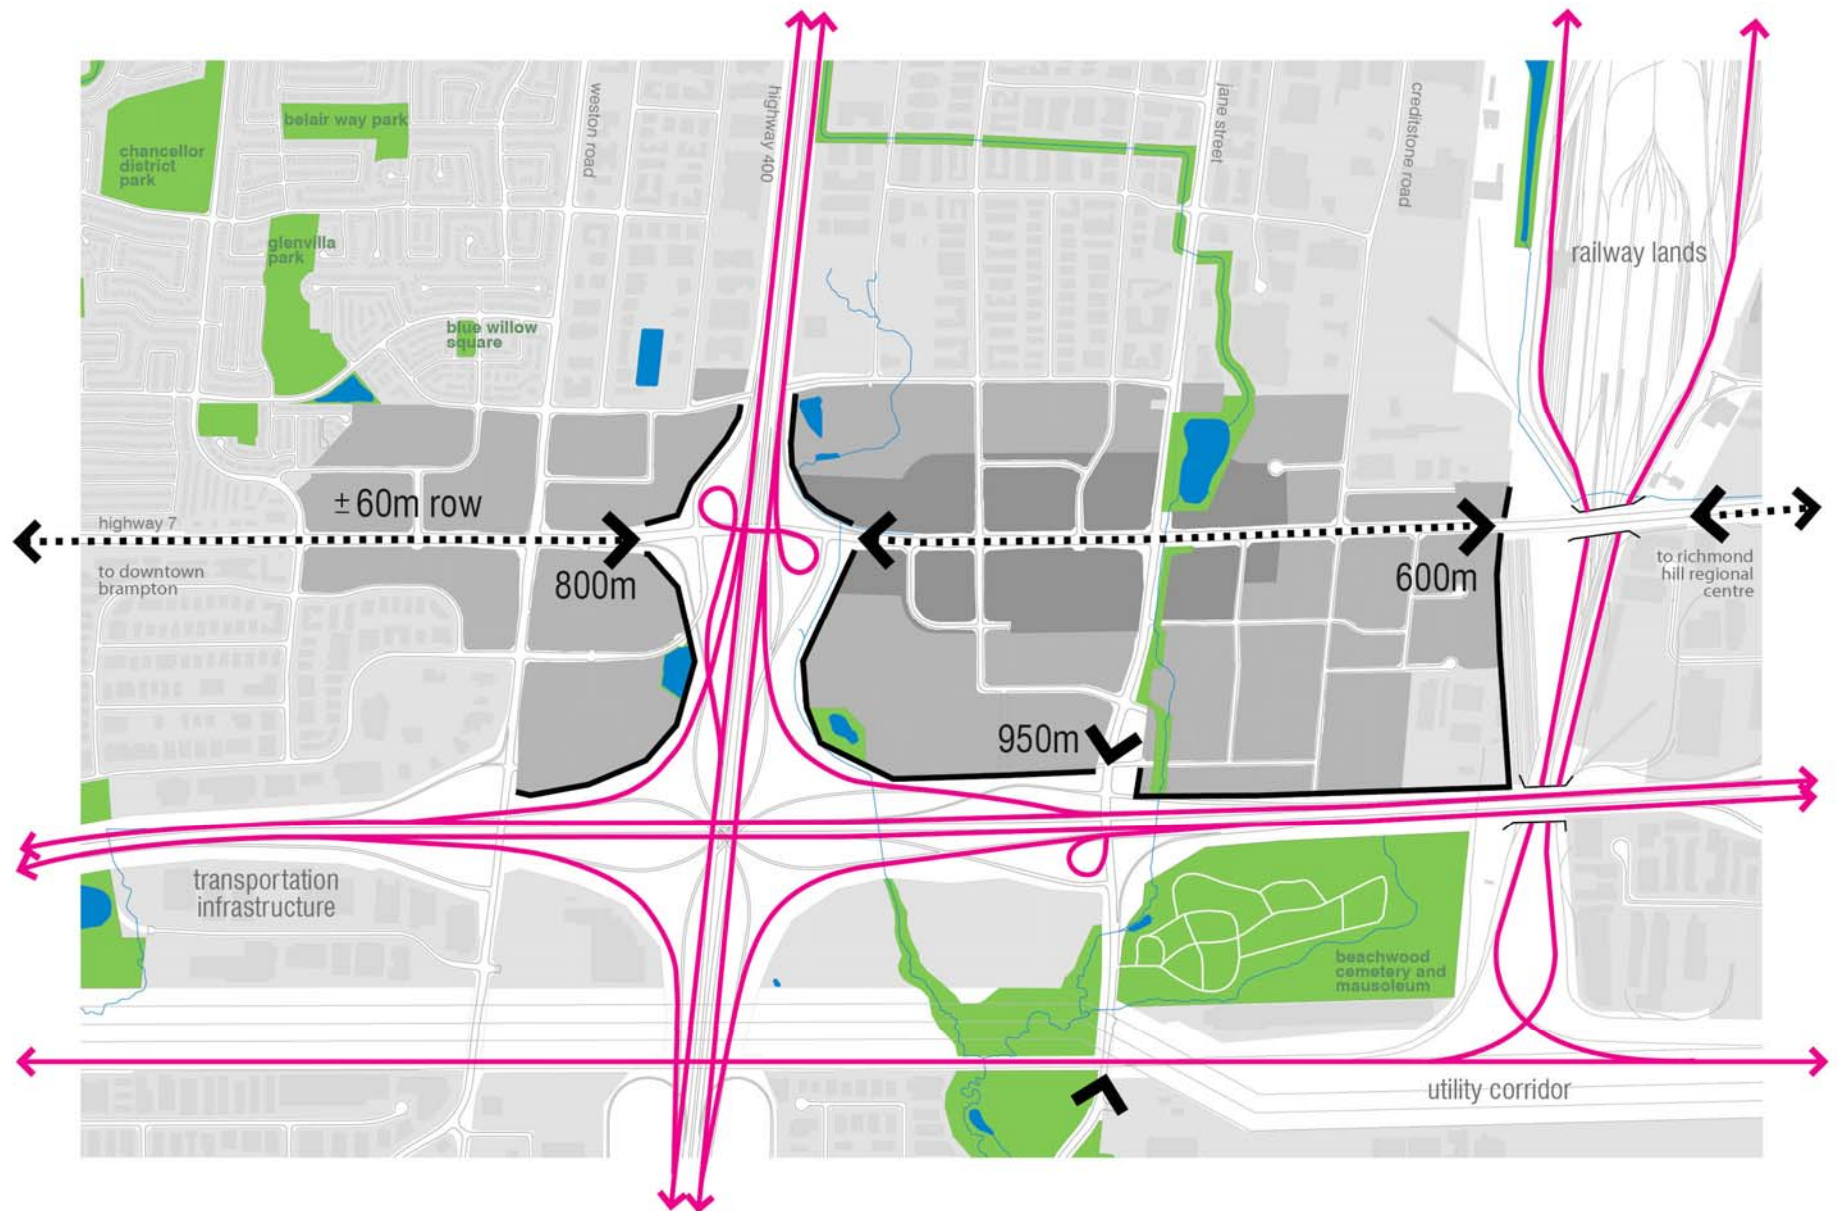 belair way park
chancellor
district
park
weston road
highway 400
jane street
creditstone road
glenvilla
park
railway lands
blue willow
square
± 60m row
highway 7
to downtown
brampton
800m
600m
to richmond
hill regional
centre
950m
transportation
infrastructure
beachwood
cemetery and
mausoleum
utility corridor